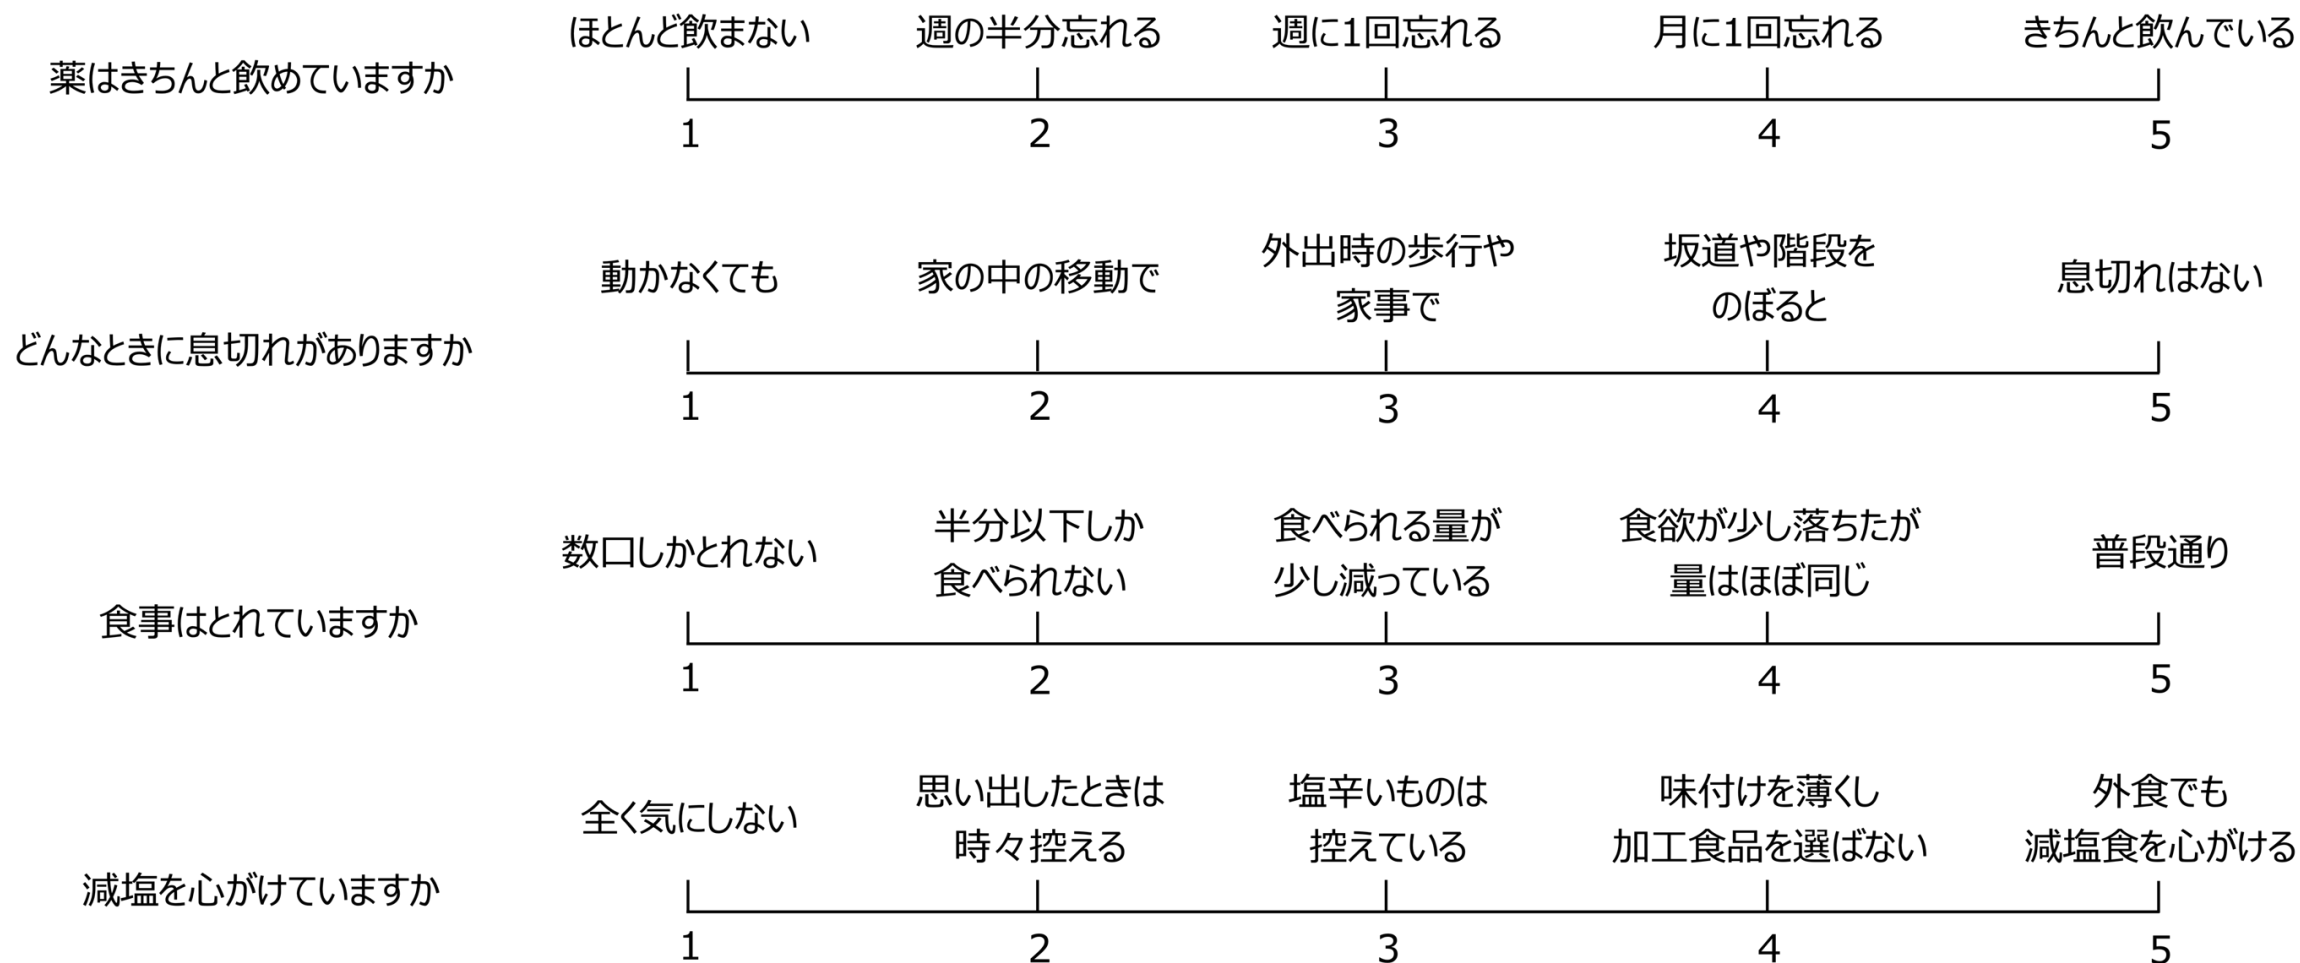 薬はきちんと飲めていますか
ほとんど飲まない
週の半分忘れる
週に1回忘れる
月に1回忘れる
きちんと飲んでいる
1
2
3
4
5
どんなときに息切れがありますか
動かなくても
家の中の移動で
外出時の歩行や
家事で
坂道や階段を
のぼると
息切れはない
1
2
3
4
5
食事はとれていますか
数口しかとれない
半分以下しか
食べられない
食べられる量が
少し減っている
食欲が少し落ちたが
量はほぼ同じ
普段通り
1
2
3
4
5
減塩を心がけていますか
全く気にしない
思い出したときは
時々控える
塩辛いものは
控えている
味付けを薄くし
加工食品を選ばない
外食でも
減塩食を心がける
1
2
3
4
5